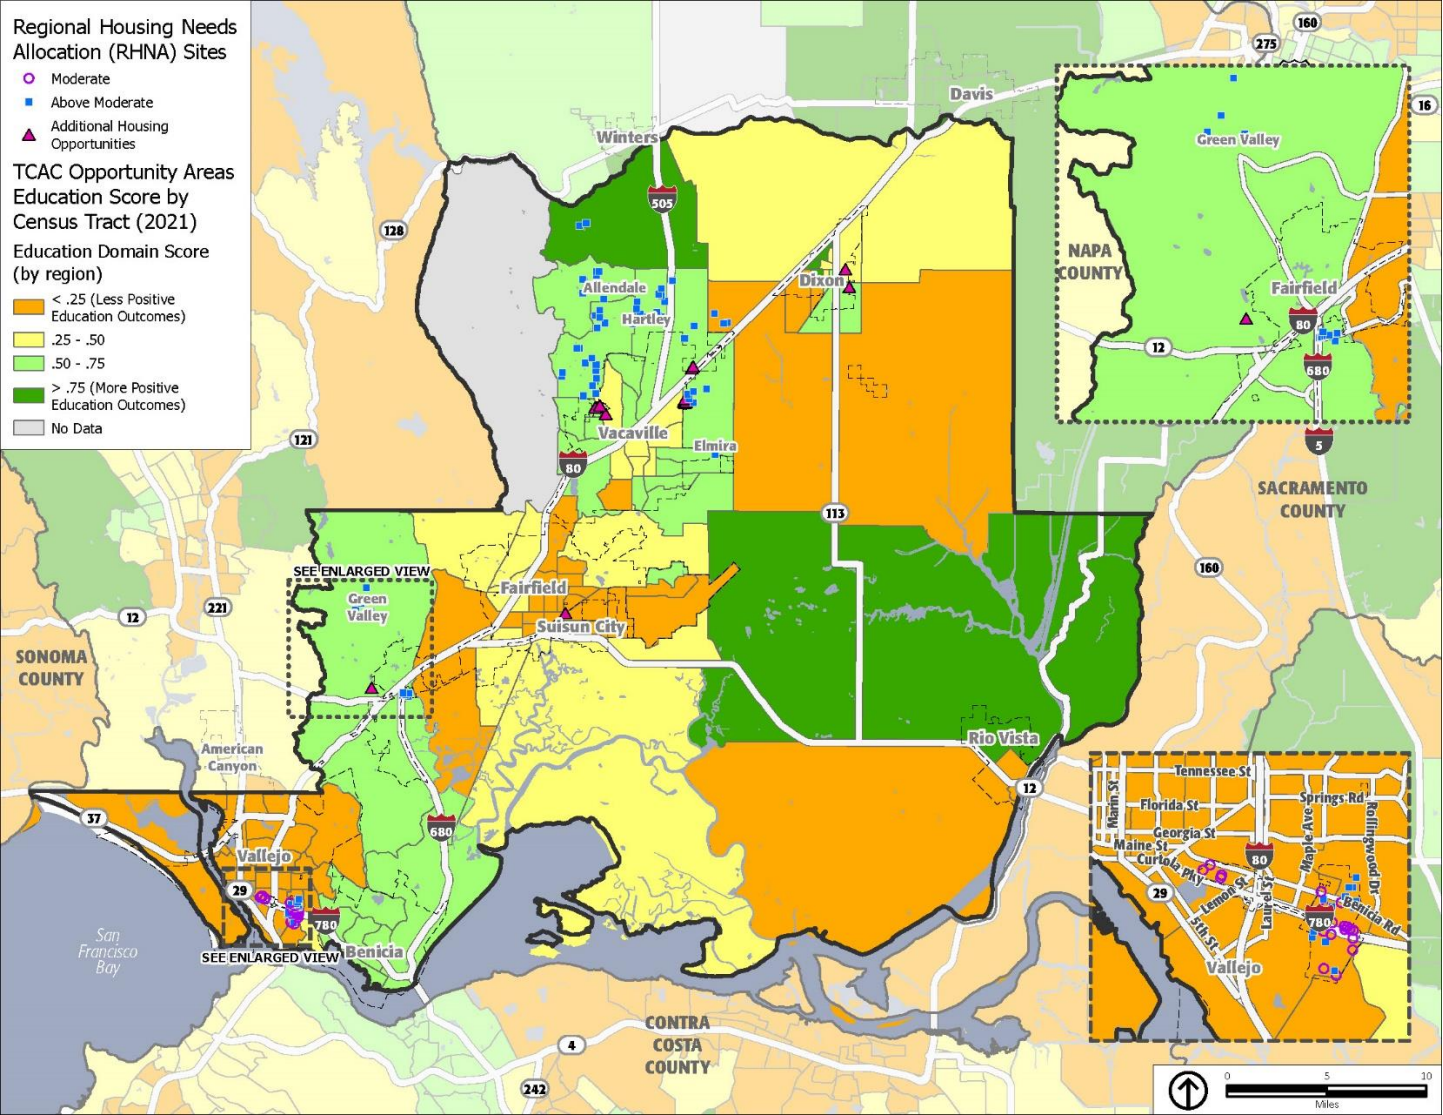 Regional Housing Needs
Allocation (RHNA) Sites
Moderate
Above Moderate
Additional Housing
Opportunities
TCAC Opportunity Areas
Education Score by
Census Tract (2021)
Education Domain Score
(by region)
< .25 (Less Positive
Education Outcomes)
.25 - .50
.50 - .75
> .75 (More Positive
Education Outcomes)
No Data
160
275
16
Davis
Winters
505
128
Allendale
Hartley
Dixon
Vacaville
Elmira
80
121
113
5
SACRAMENTO
COUNTY
160
Green Valley
NAPA
COUNTY
Fairfield
80
12
680
SEE ENLARGED VIEW
Green
Valley
Fairfield
Suisun City
12
221
SONOMA
COUNTY
American
Canyon
Rio Vista
12
680
37
Vallejo
29
780
San
Francisco
Bay
SEE ENLARGED VIEW
Benicia
CONTRA
COSTA
COUNTY
4
242
Tennessee St
Marin St
Florida St
Springs Rd
Georgia St
Maple Ave
Rollingwood Dr
Maine St
Curtola Pky
80
29
Lemon St
Laurel St
5th St
780
Benicia Rd
Vallejo
0 5 10
Miles